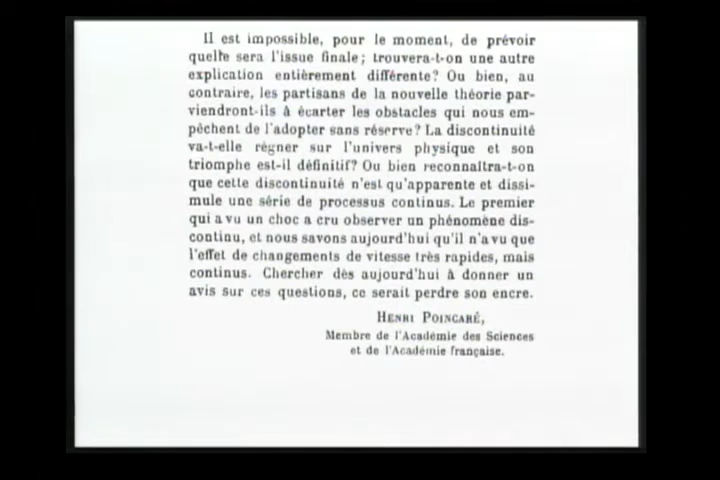 Il est impossible, pour le moment, de prévoir
quelle sera l'issue finale; trouvera-t-on une autre
explication entièrement différente? Ou bien, au
contraire, les partisans de la nouvelle théorie par-
viendront-ils à écarter les obstacles qui nous em-
pêchent de l'adopter sans réserve? La discontinuité
va-t-elle régner sur l'univers physique et son
triomphe est-il définitif? Ou bien reconnaîtra-t-on
que cette discontinuité n'est qu'apparente et dissi-
mule une série de processus continus. Le premier
qui a vu un choc a cru observer un phénomène dis-
continu, et nous savons aujourd'hui qu'il n'a vu que
l'effet de changements de vitesse très rapides, mais
continus. Chercher dès aujourd'hui à donner un
avis sur ces questions, ce serait perdre son encre.
HENRI POINCARÉ,
Membre de l'Académie des Sciences
et de l'Académie française.